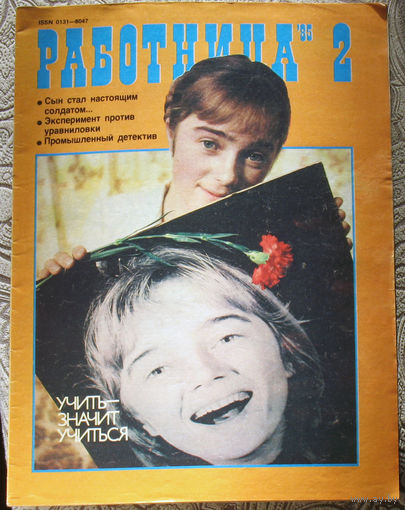 ISSN 0131—8047
РАБОТНИЦА '85 2
• Сын стал настоящим
солдатом...
• Эксперимент против
уравниловки
• Промышленный детектив
УЧИТЬ—
ЗНАЧИТ
УЧИТЬСЯ